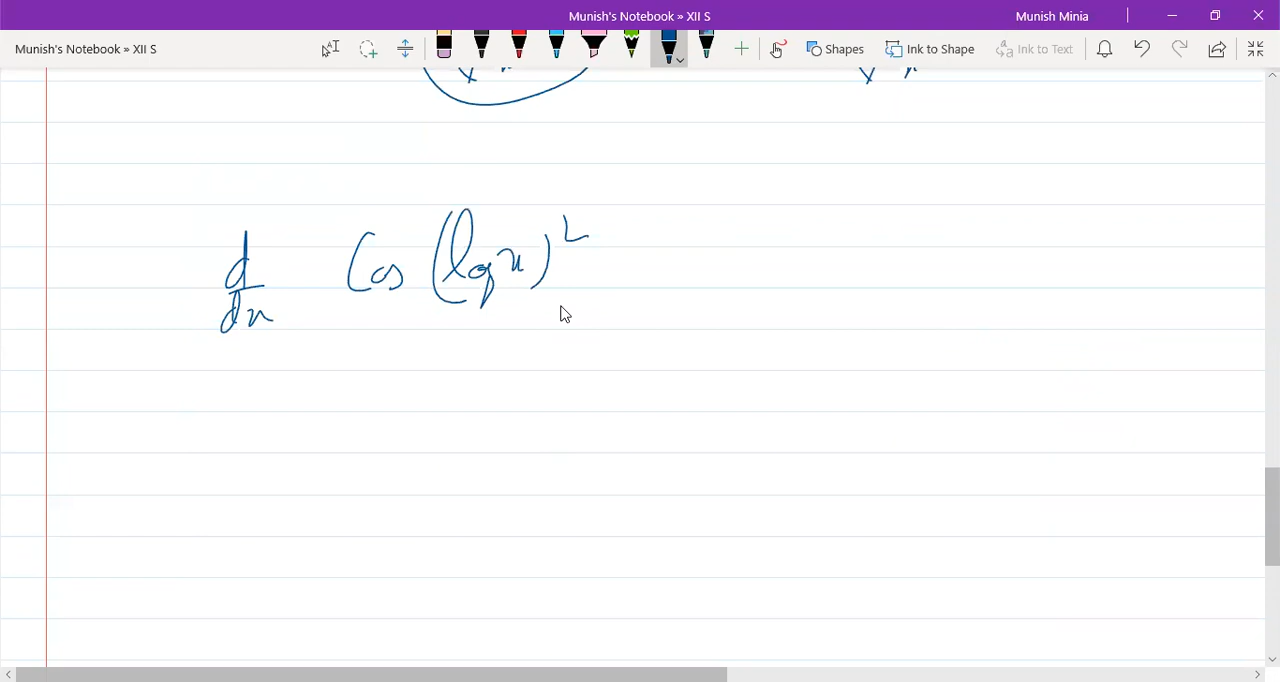 Munish's Notebook » XII S
Munish Minia
Munish's Notebook » XII S
Shapes
Ink to Shape
Ink to Text
d/dx Cos (log x)²